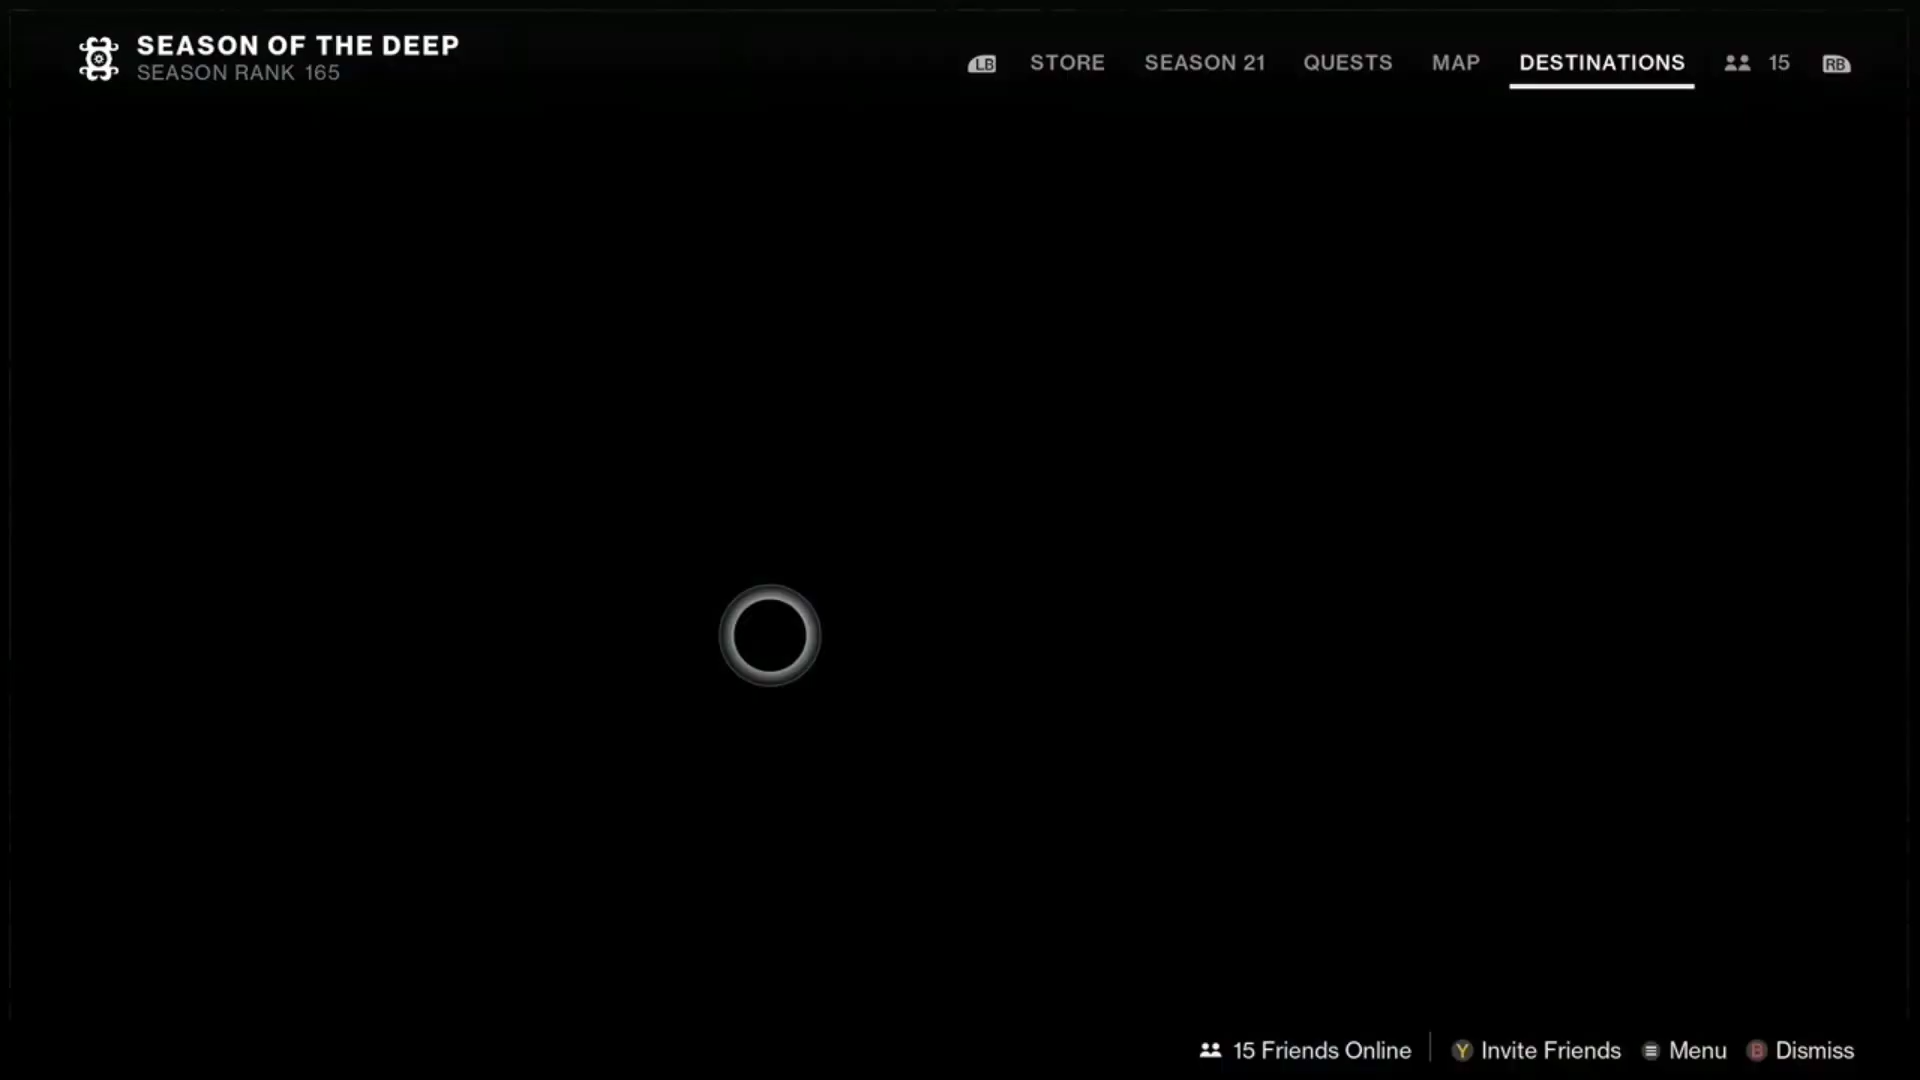 SEASON OF THE DEEP
SEASON RANK 165
LB STORE SEASON 21 QUESTS MAP DESTINATIONS 15 RB
15 Friends Online Y Invite Friends Menu B Dismiss